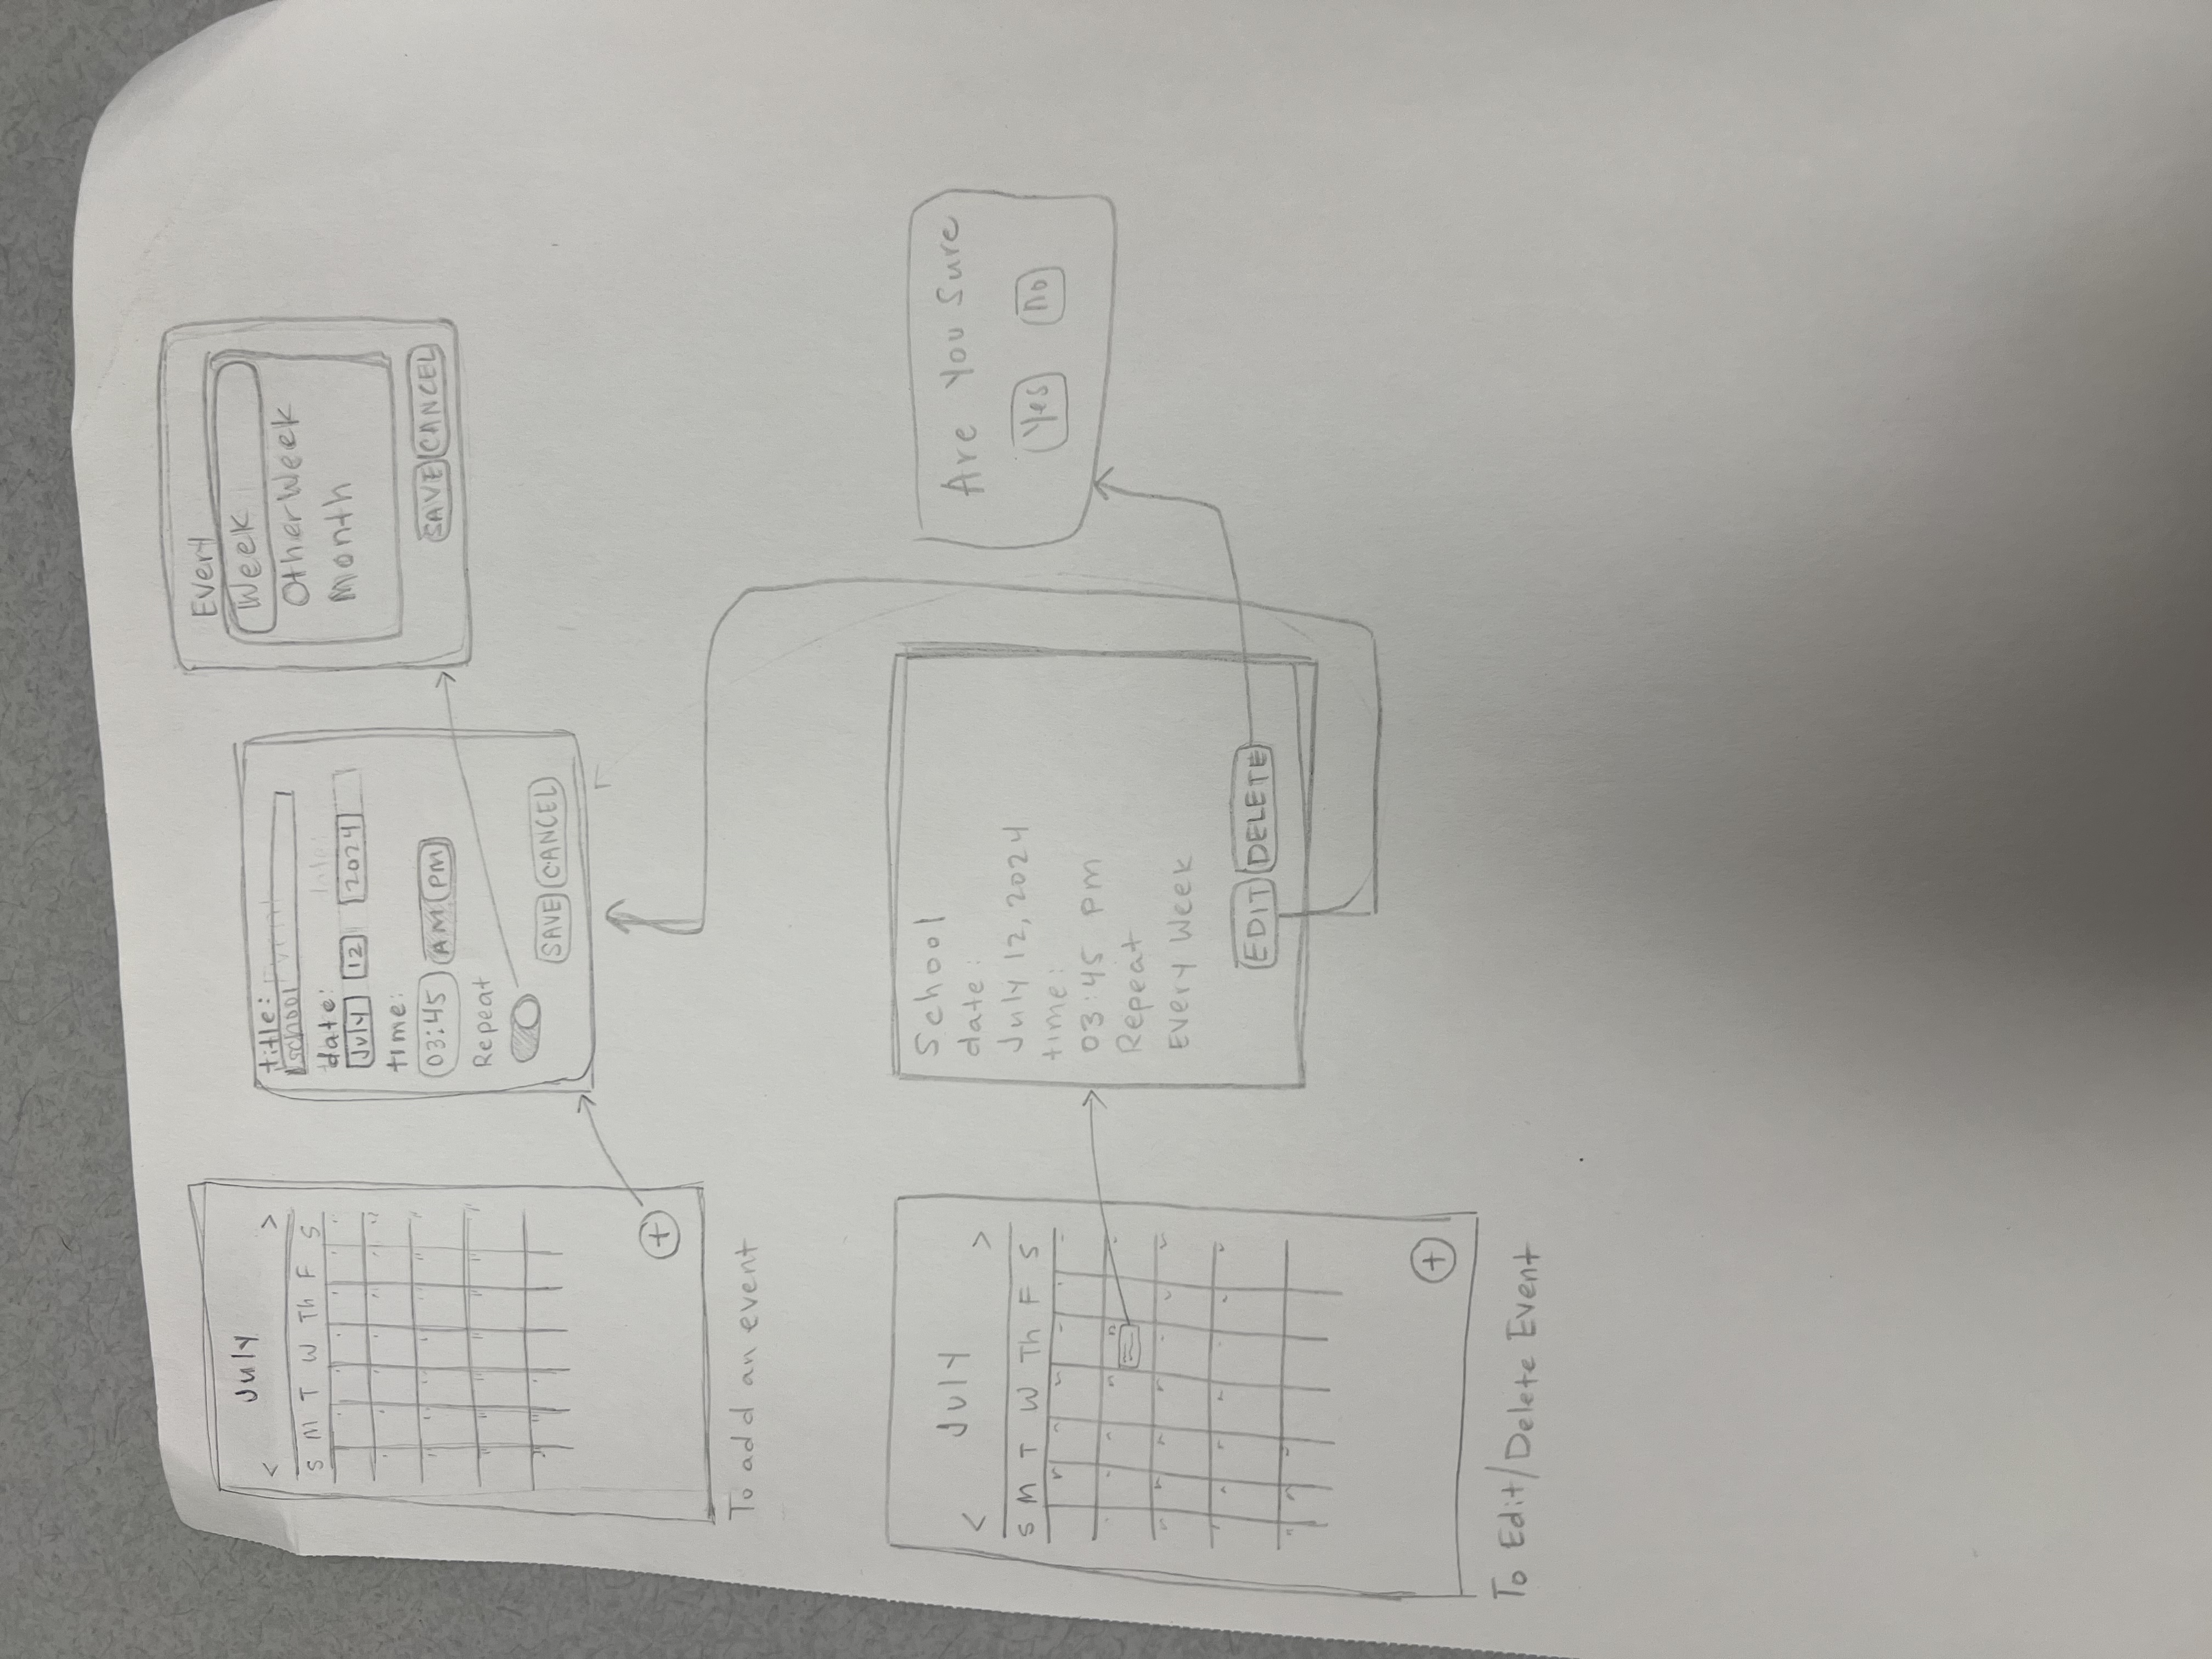 July
< >
S M T W Th F S
+
To add an event
title:
school
date:
July 12 2024
time:
03:45 AM PM
Repeat
SAVE CANCEL
Every
Week
Other Week
Month
SAVE CANCEL
July
< >
S M T W Th F S
+
To Edit/Delete Event
School
date:
July 12, 2024
time:
03:45 PM
Repeat
Every Week
EDIT DELETE
Are You Sure
Yes No